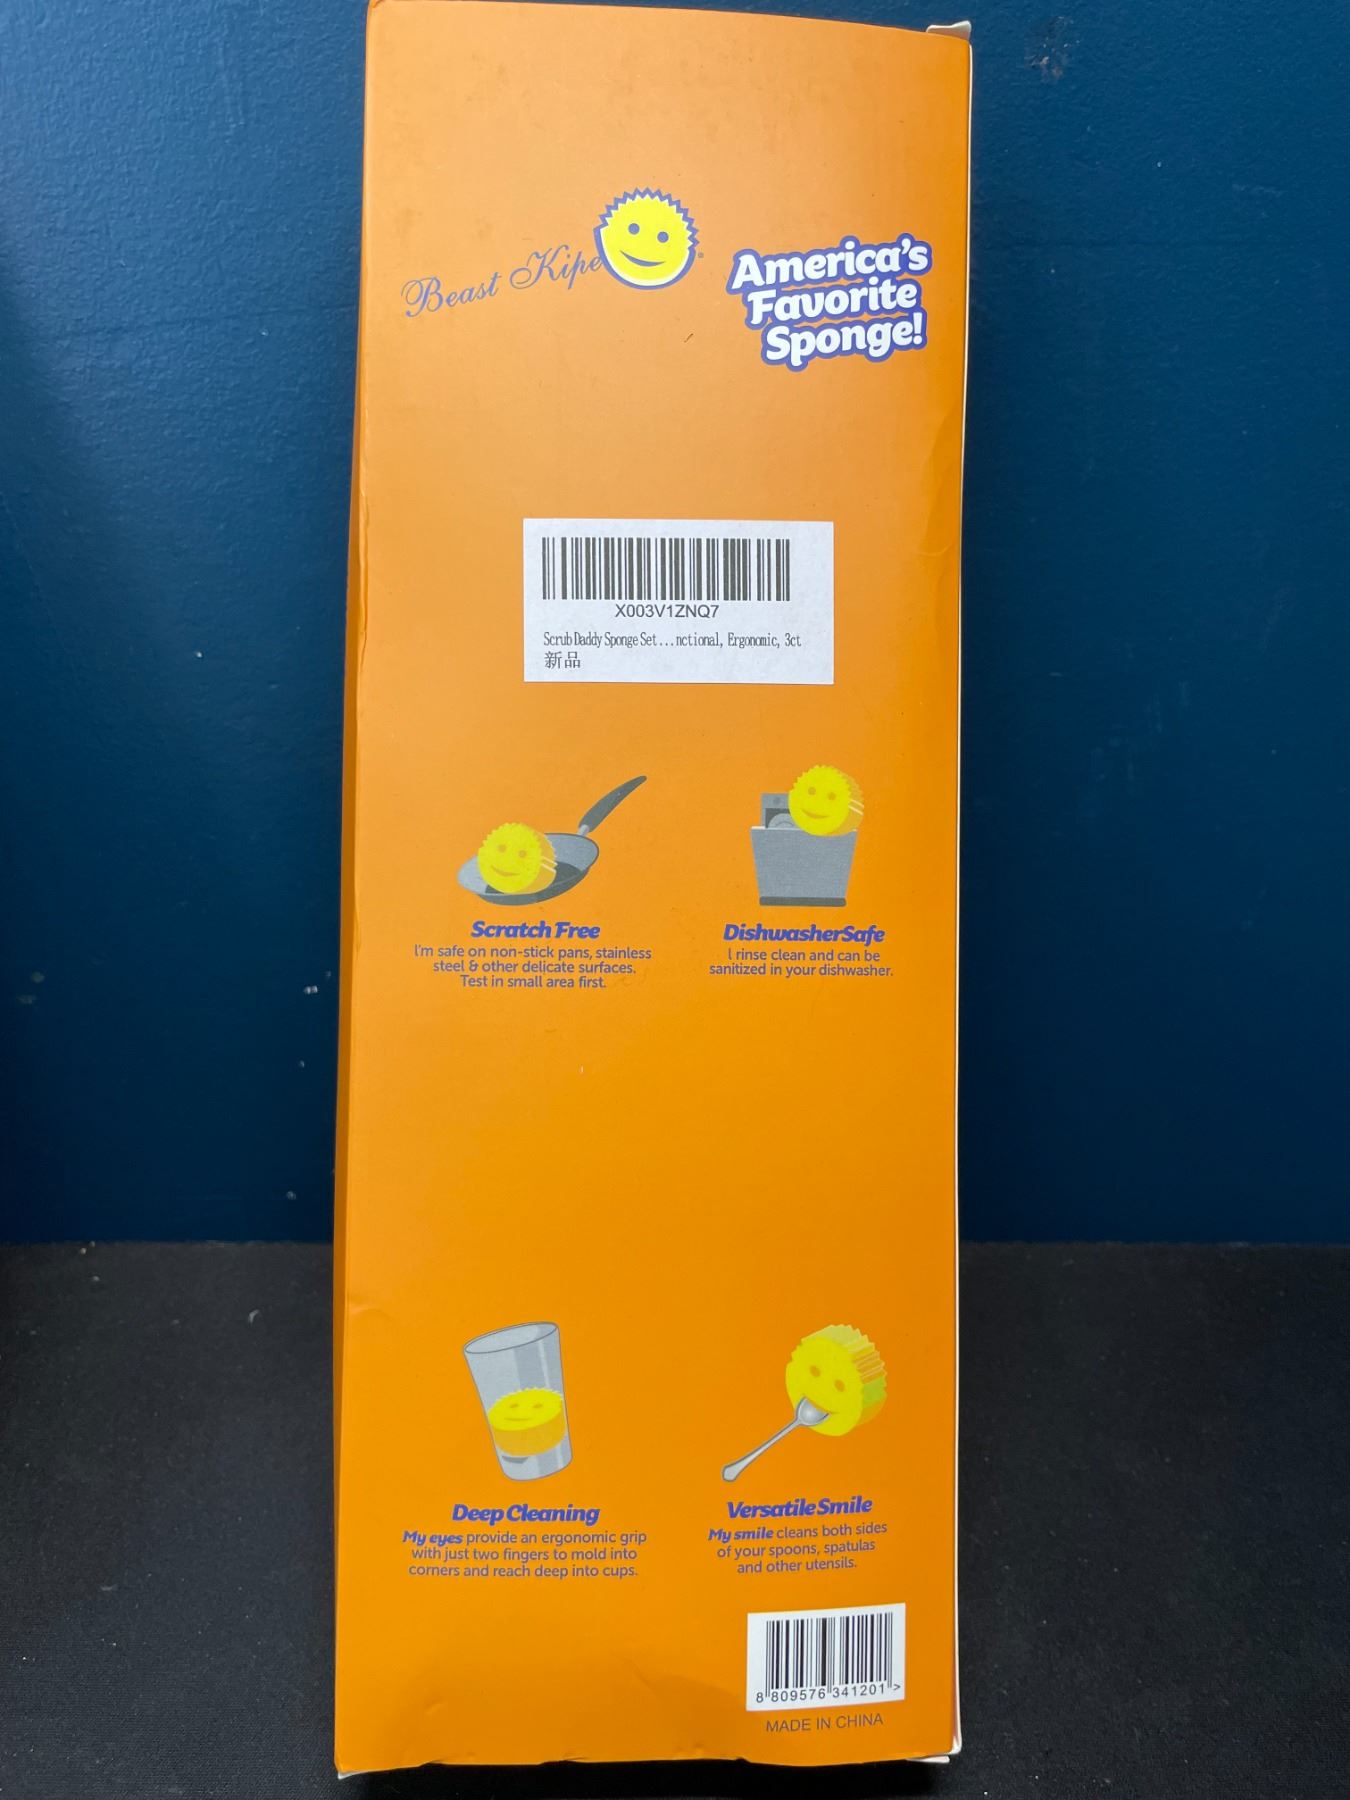 Beast Kipe
America's
Favorite
Sponge!
X003V1ZNQ7
Scrub Daddy Sponge Set...nctional, Ergonomic, 3ct
新品
Scratch Free
I'm safe on non-stick pans, stainless
steel & other delicate surfaces.
Test in small area first.
DishwasherSafe
I rinse clean and can be
sanitized in your dishwasher.
Deep Cleaning
My eyes provide an ergonomic grip
with just two fingers to mold into
corners and reach deep into cups.
Versatile Smile
My smile cleans both sides
of your spoons, spatulas
and other utensils.
8 809576 341201 >
MADE IN CHINA